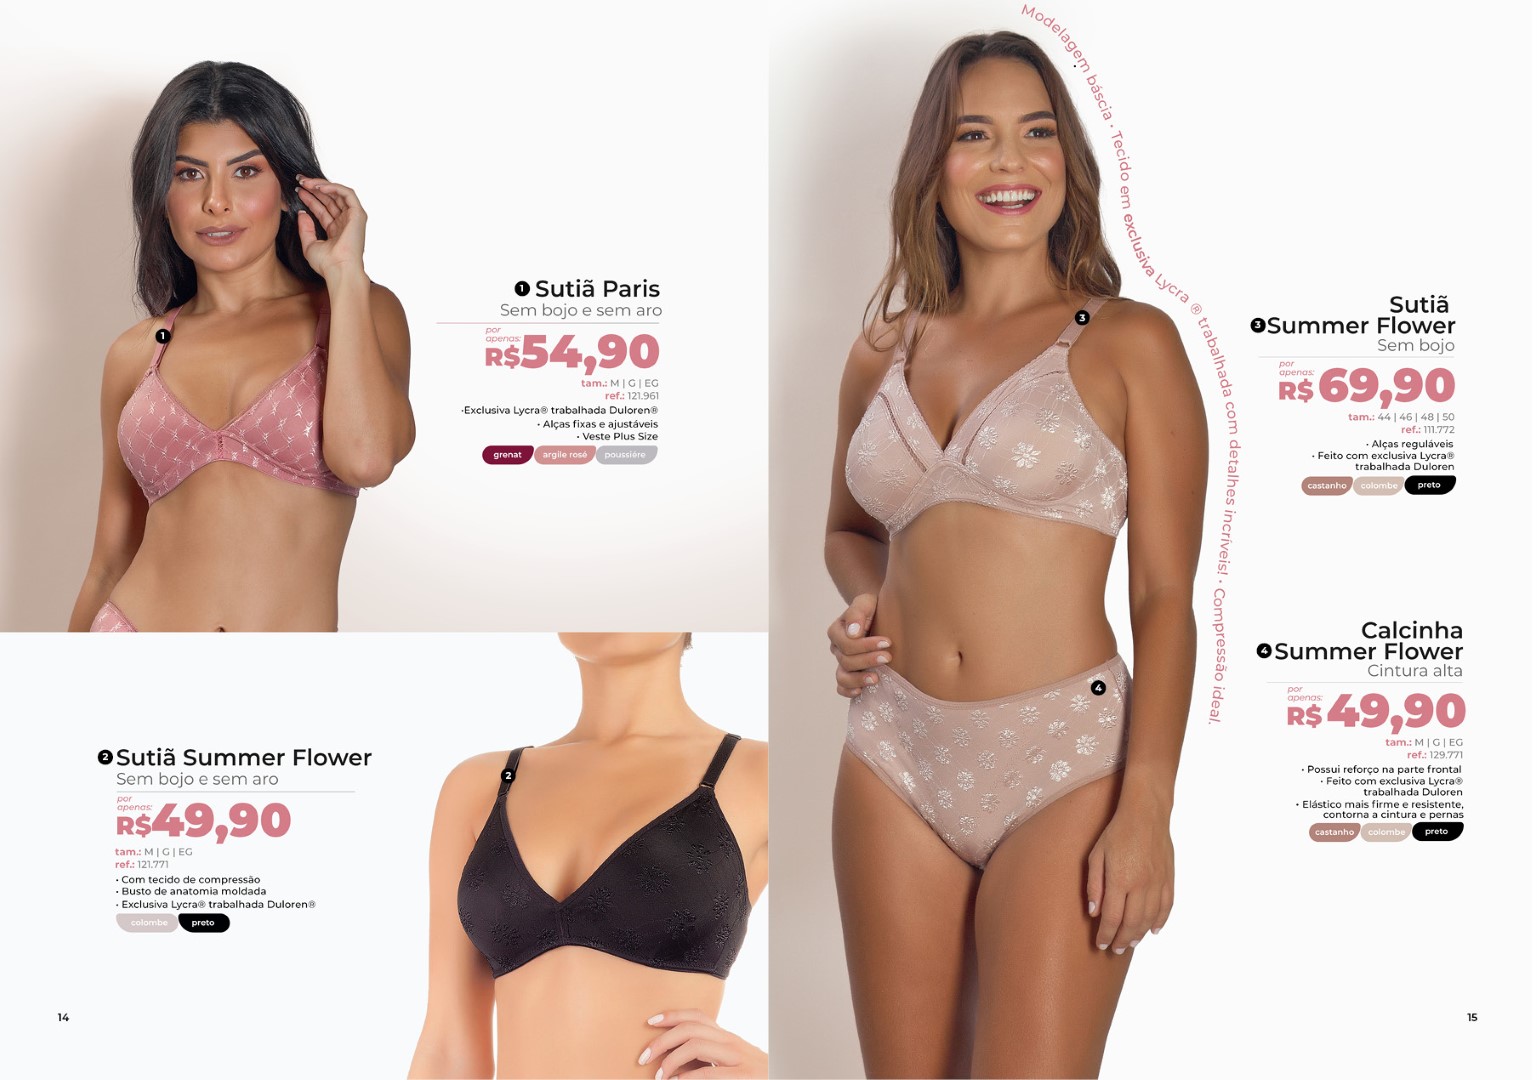 1 Sutiã Paris
Sem bojo e sem aro
por
apenas:
R$54,90
tam.: M | G | EG
ref.: 121.961
•Exclusiva Lycra® trabalhada Duloren®
• Alças fixas e ajustáveis
• Veste Plus Size
grenat argile rosé poussiére
1
2 Sutiã Summer Flower
Sem bojo e sem aro
por
apenas:
R$49,90
tam.: M | G | EG
ref.: 121.771
• Com tecido de compressão
• Busto de anatomia moldada
• Exclusiva Lycra® trabalhada Duloren®
colombe preto
2
14
Modelagem báscia • Tecido em exclusiva Lycra ® trabalhada com detalhes incríveis! • Compressão ideal.
3
Sutiã
3 Summer Flower
Sem bojo
por
apenas:
R$ 69,90
tam.: 44 | 46 | 48 | 50
ref.: 111.772
• Alças reguláveis
• Feito com exclusiva Lycra®
trabalhada Duloren
castanho colombe preto
4
Calcinha
4 Summer Flower
Cintura alta
por
apenas:
R$ 49,90
tam.: M | G | EG
ref.: 129.771
• Possui reforço na parte frontal
• Feito com exclusiva Lycra®
trabalhada Duloren
• Elástico mais firme e resistente,
contorna a cintura e pernas
castanho colombe preto
15